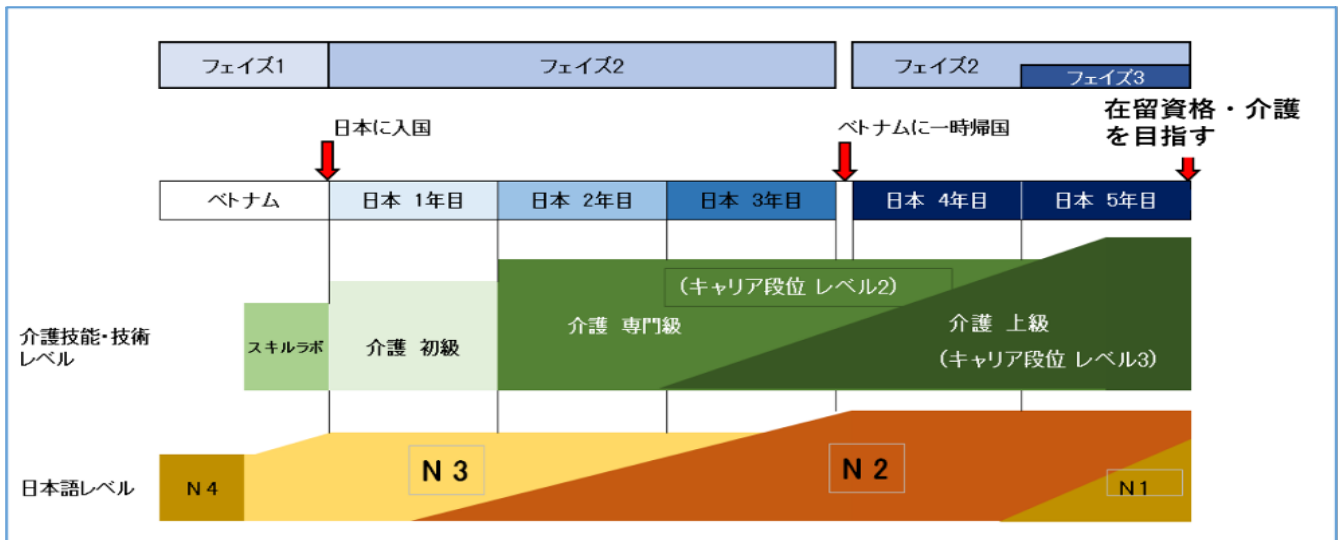 フェイズ1
フェイズ2
フェイズ2
フェイズ3
日本に入国
ベトナムに一時帰国
在留資格・介護
を目指す
ベトナム
日本 1年目
日本 2年目
日本 3年目
日本 4年目
日本 5年目
介護技能・技術
レベル
スキルラボ
介護 初級
介護 専門級
(キャリア段位 レベル2)
介護 上級
(キャリア段位 レベル3)
日本語レベル
N4
N3
N2
N1